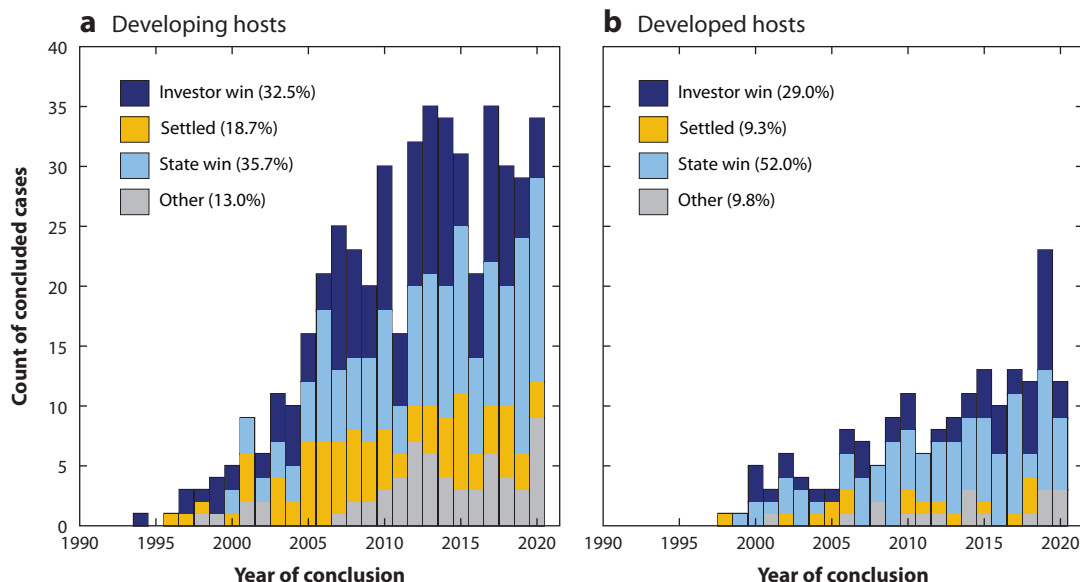 a Developing hosts
b Developed hosts
Count of concluded cases
40
35
30
25
20
15
10
5
0
Investor win (32.5%)
Settled (18.7%)
State win (35.7%)
Other (13.0%)
Investor win (29.0%)
Settled (9.3%)
State win (52.0%)
Other (9.8%)
1990 1995 2000 2005 2010 2015 2020
1990 1995 2000 2005 2010 2015 2020
Year of conclusion
Year of conclusion